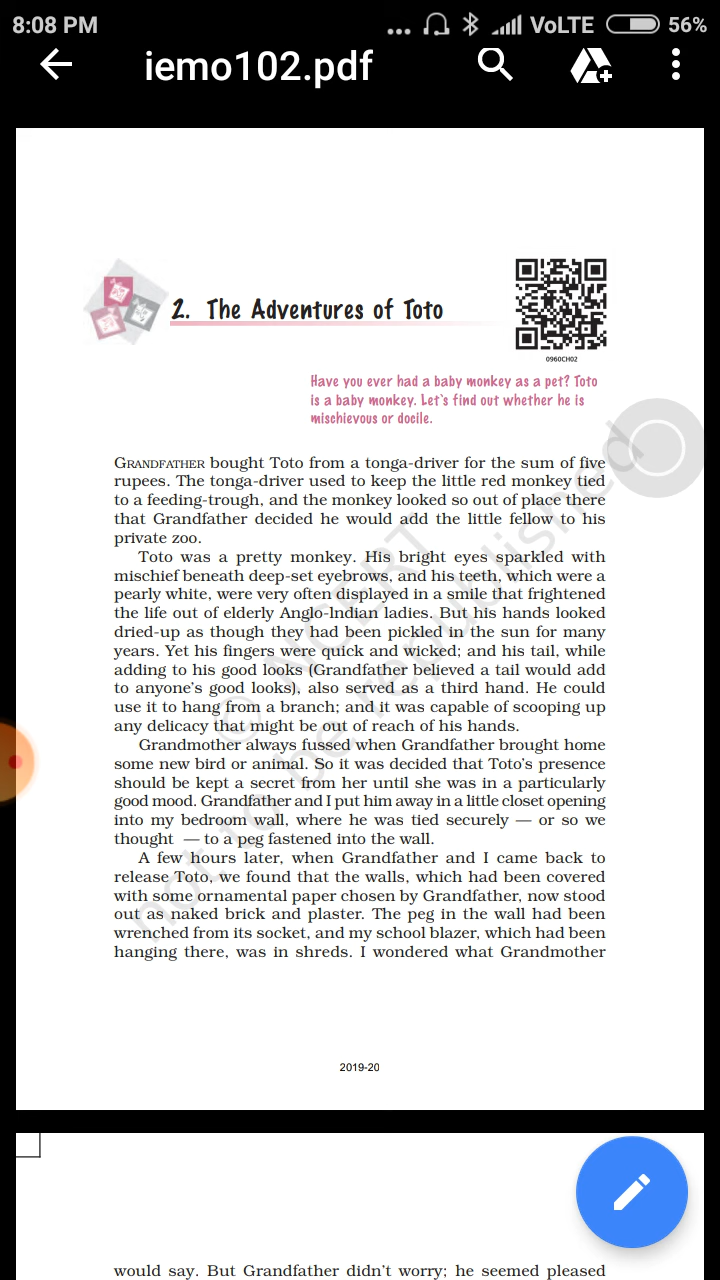 8:08 PM
... VoLTE 56%
iemo102.pdf
2. The Adventures of Toto
0960CH02
Have you ever had a baby monkey as a pet? Toto
is a baby monkey. Let`s find out whether he is
mischievous or docile.
GRANDFATHER bought Toto from a tonga-driver for the sum of five
rupees. The tonga-driver used to keep the little red monkey tied
to a feeding-trough, and the monkey looked so out of place there
that Grandfather decided he would add the little fellow to his
private zoo.
Toto was a pretty monkey. His bright eyes sparkled with
mischief beneath deep-set eyebrows, and his teeth, which were a
pearly white, were very often displayed in a smile that frightened
the life out of elderly Anglo-Indian ladies. But his hands looked
dried-up as though they had been pickled in the sun for many
years. Yet his fingers were quick and wicked; and his tail, while
adding to his good looks (Grandfather believed a tail would add
to anyone's good looks), also served as a third hand. He could
use it to hang from a branch; and it was capable of scooping up
any delicacy that might be out of reach of his hands.
Grandmother always fussed when Grandfather brought home
some new bird or animal. So it was decided that Toto's presence
should be kept a secret from her until she was in a particularly
good mood. Grandfather and I put him away in a little closet opening
into my bedroom wall, where he was tied securely — or so we
thought — to a peg fastened into the wall.
A few hours later, when Grandfather and I came back to
release Toto, we found that the walls, which had been covered
with some ornamental paper chosen by Grandfather, now stood
out as naked brick and plaster. The peg in the wall had been
wrenched from its socket, and my school blazer, which had been
hanging there, was in shreds. I wondered what Grandmother
© NCERT
not to be republished
2019-20
would say. But Grandfather didn't worry; he seemed pleased